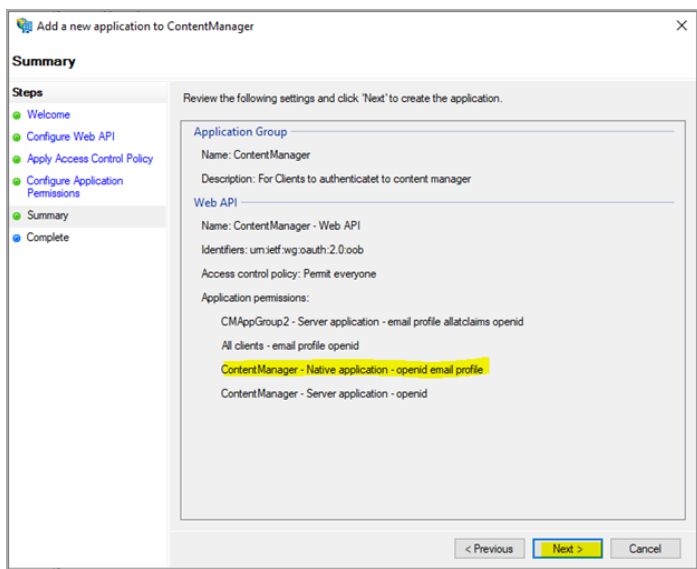 Add a new application to ContentManager
Summary
Steps
Welcome
Configure Web API
Apply Access Control Policy
Configure Application
Permissions
Summary
Complete
Review the following settings and click 'Next' to create the application.
Application Group
Name: ContentManager
Description: For Clients to authenticatet to content manager
Web API
Name: ContentManager - Web API
Identifiers: urn:ietf:wg:oauth:2.0:oob
Access control policy: Permit everyone
Application permissions:
CMAppGroup2 - Server application - email profile allatclaims openid
All clients - email profile openid
ContentManager - Native application - openid email profile
ContentManager - Server application - openid
< Previous
Next >
Cancel